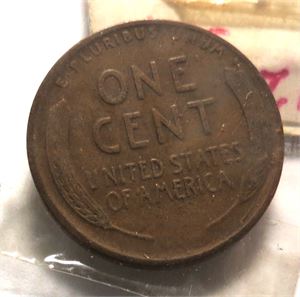 E·PLURIBUS·UNUM
ONE
CENT
UNITED STATES
OF AMERICA